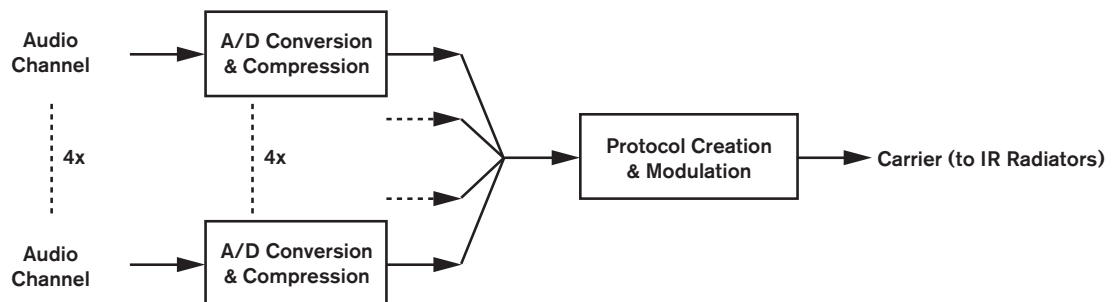 Audio
Channel
A/D Conversion
& Compression
4x
4x
Protocol Creation
& Modulation
Carrier (to IR Radiators)
Audio
Channel
A/D Conversion
& Compression